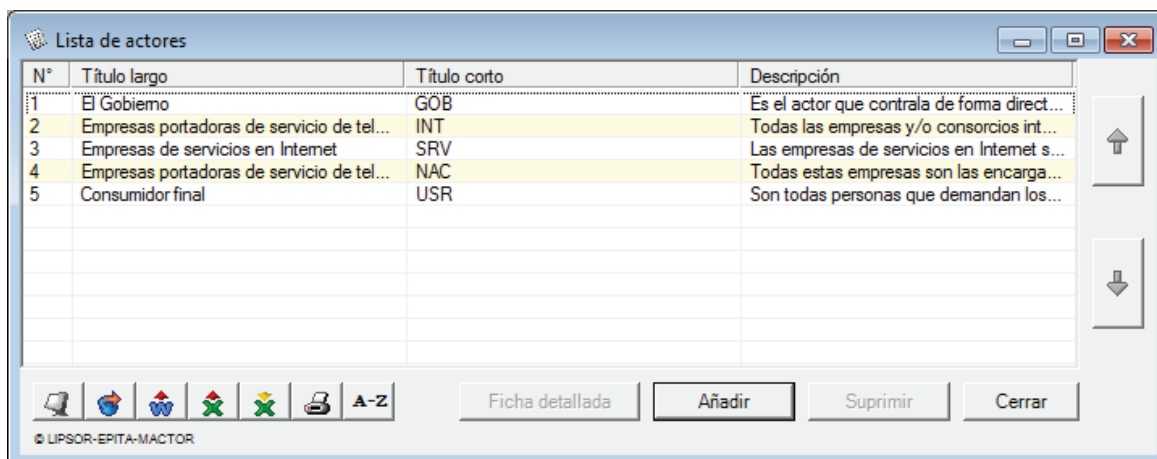 Lista de actores
N° Título largo Título corto Descripción
1 El Gobierno GOB Es el actor que contrala de forma direct...
2 Empresas portadoras de servicio de tel... INT Todas las empresas y/o consorcios int...
3 Empresas de servicios en Internet SRV Las empresas de servicios en Internet s...
4 Empresas portadoras de servicio de tel... NAC Todas estas empresas son las encarga...
5 Consumidor final USR Son todas personas que demandan los...
A-Z Ficha detallada Añadir Suprimir Cerrar
© LIPSOR-EPITA-MACTOR